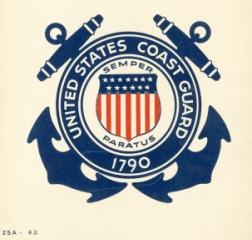 UNITED STATES COAST GUARD
SEMPER
PARATUS
1790
25A - 43